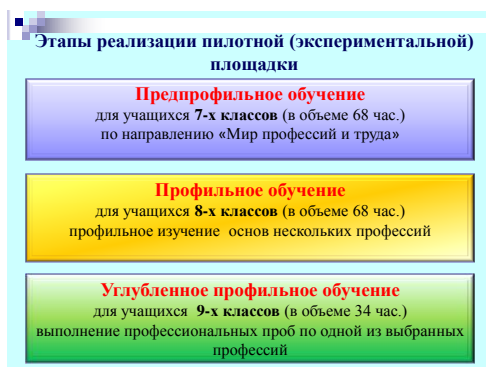 Этапы реализации пилотной (экспериментальной)
площадки
Предпрофильное обучение
для учащихся 7-х классов (в объеме 68 час.)
по направлению «Мир профессий и труда»
Профильное обучение
для учащихся 8-х классов (в объеме 68 час.)
профильное изучение основ нескольких профессий
Углубленное профильное обучение
для учащихся 9-х классов (в объеме 34 час.)
выполнение профессиональных проб по одной из выбранных
профессий